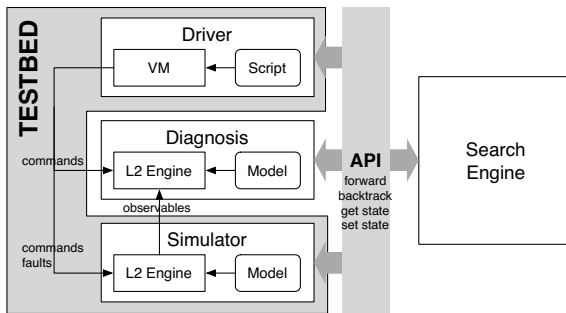 TESTBED
Driver
VM
Script
commands
Diagnosis
L2 Engine
Model
observables
commands
faults
Simulator
L2 Engine
Model
API
forward
backtrack
get state
set state
Search
Engine